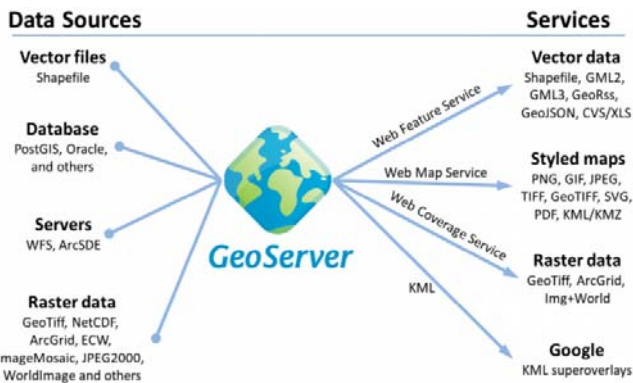 Data Sources
Vector files
Shapefile
Database
PostGIS, Oracle,
and others
Servers
WFS, ArcSDE
Raster data
GeoTiff, NetCDF,
ArcGrid, ECW,
mageMosaic, JPEG2000,
WorldImage and others
GeoServer
Web Feature Service
Web Map Service
Web Coverage Service
KML
Services
Vector data
Shapefile, GML2,
GML3, GeoRss,
GeoJSON, CVS/XLS
Styled maps
PNG, GIF, JPEG,
TIFF, GeoTIFF, SVG,
PDF, KML/KMZ
Raster data
GeoTiff, ArcGrid,
Img+World
Google
KML superoverlays